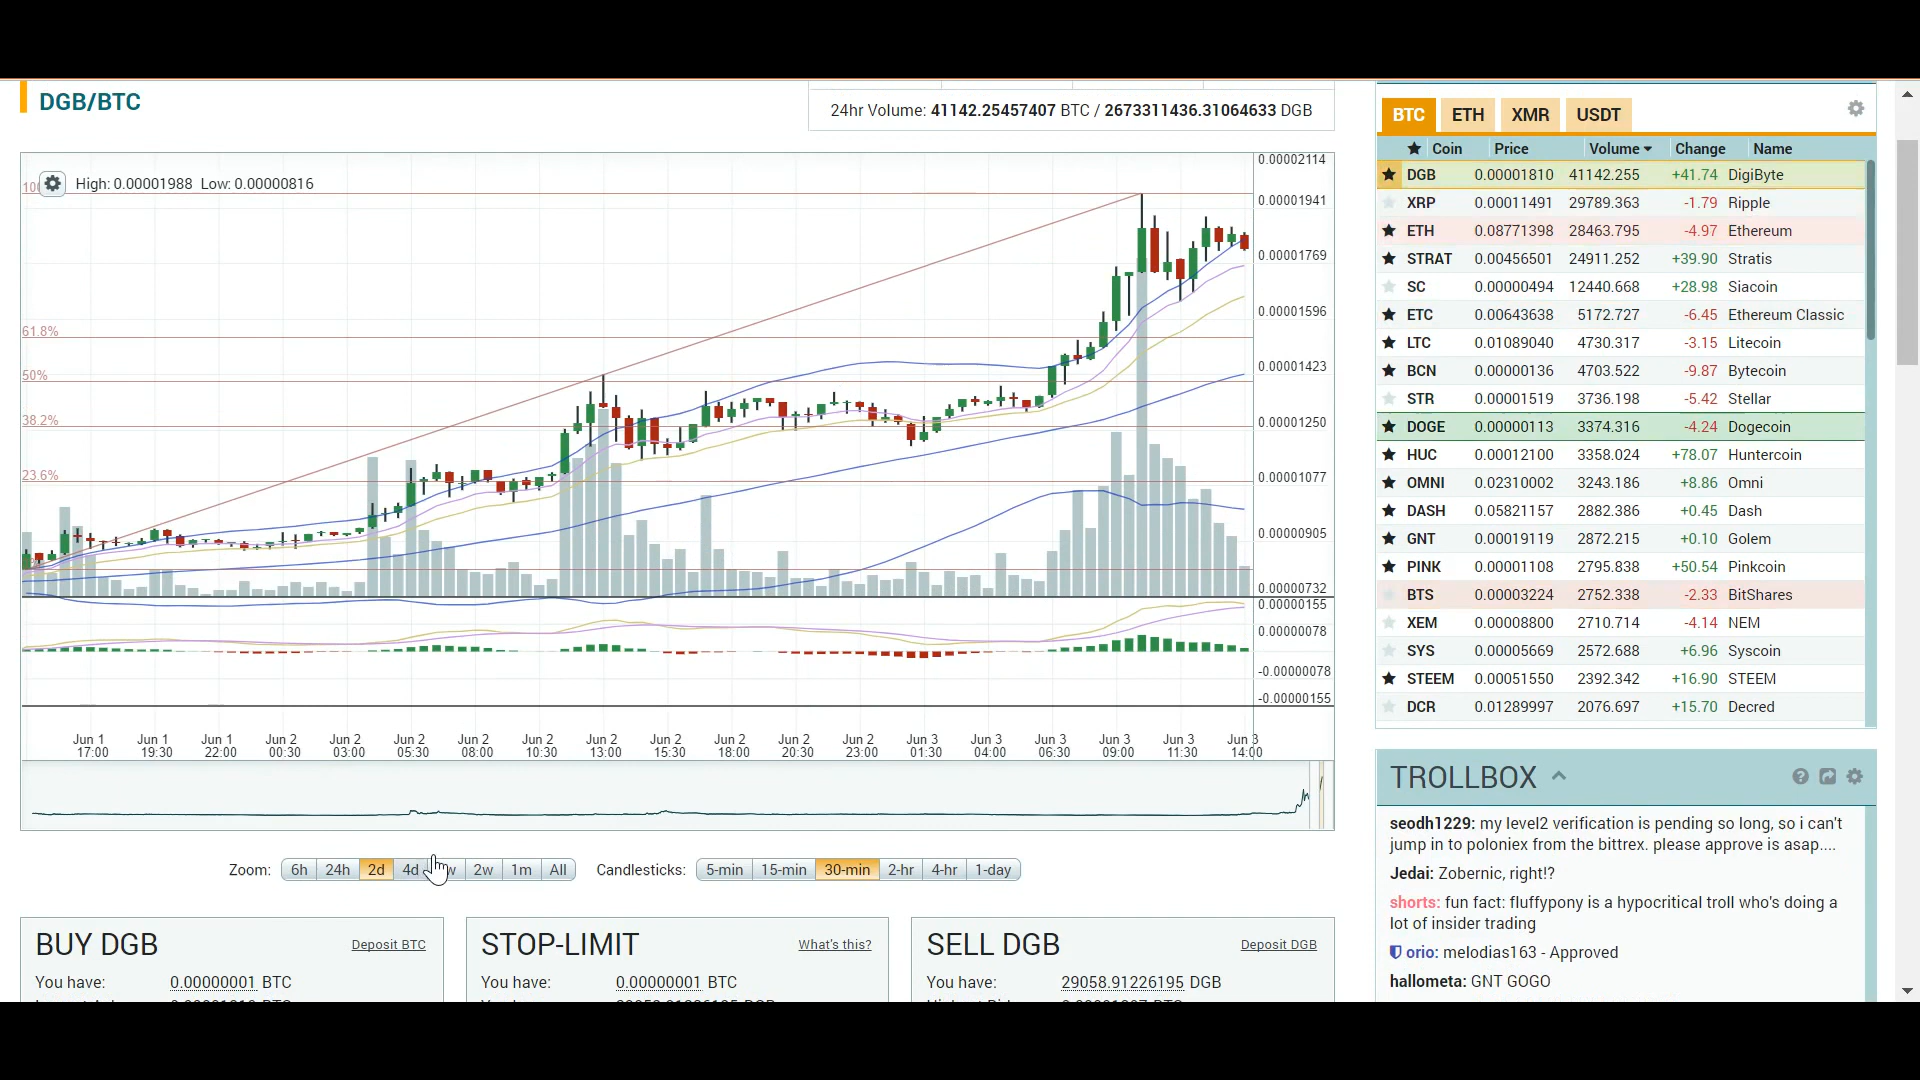 DGB/BTC
24hr Volume: 41142.25457407 BTC / 2673311436.31064633 DGB
High: 0.00001988 Low: 0.00000816
0.00002114
0.00001941
0.00001769
0.00001596
0.00001423
0.00001250
0.00001077
0.00000905
0.00000732
0.00000155
0.00000078
-0.00000078
-0.00000155
61.8%
50%
38.2%
23.6%
Jun 1 17:00
Jun 1 19:30
Jun 1 22:00
Jun 2 00:30
Jun 2 03:00
Jun 2 05:30
Jun 2 08:00
Jun 2 10:30
Jun 2 13:00
Jun 2 15:30
Jun 2 18:00
Jun 2 20:30
Jun 2 23:00
Jun 3 01:30
Jun 3 04:00
Jun 3 06:30
Jun 3 09:00
Jun 3 11:30
Jun 3 14:00
Zoom: 6h 24h 2d 4d 2w 1m All Candlesticks: 5-min 15-min 30-min 2-hr 4-hr 1-day
BUY DGB Deposit BTC
You have: 0.00000001 BTC
STOP-LIMIT What's this?
You have: 0.00000001 BTC
SELL DGB Deposit DGB
You have: 29058.91226195 DGB
BTC ETH XMR USDT
Coin Price Volume Change Name
DGB 0.00001810 41142.255 +41.74 DigiByte
XRP 0.00011491 29789.363 -1.79 Ripple
ETH 0.08771398 28463.795 -4.97 Ethereum
STRAT 0.00456501 24911.252 +39.90 Stratis
SC 0.00000494 12440.668 +28.98 Siacoin
ETC 0.00643638 5172.727 -6.45 Ethereum Classic
LTC 0.01089040 4730.317 -3.15 Litecoin
BCN 0.00000136 4703.522 -9.87 Bytecoin
STR 0.00001519 3736.198 -5.42 Stellar
DOGE 0.00000113 3374.316 -4.24 Dogecoin
HUC 0.00012100 3358.024 +78.07 Huntercoin
OMNI 0.02310002 3243.186 +8.86 Omni
DASH 0.05821157 2882.386 +0.45 Dash
GNT 0.00019119 2872.215 +0.10 Golem
PINK 0.00001108 2795.838 +50.54 Pinkcoin
BTS 0.00003224 2752.338 -2.33 BitShares
XEM 0.00008800 2710.714 -4.14 NEM
SYS 0.00005669 2572.688 +6.96 Syscoin
STEEM 0.00051550 2392.342 +16.90 STEEM
DCR 0.01289997 2076.697 +15.70 Decred
TROLLBOX
seodh1229: my level2 verification is pending so long, so i can't
jump in to poloniex from the bittrex. please approve is asap....
Jedai: Zobernic, right!?
shorts: fun fact: fluffypony is a hypocritical troll who's doing a
lot of insider trading
orio: melodias163 - Approved
hallometa: GNT GOGO